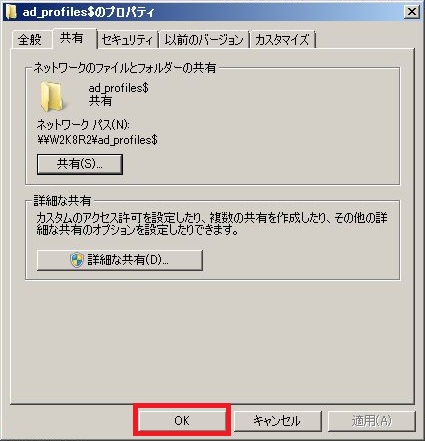 ad_profiles$のプロパティ
全般
共有
セキュリティ
以前のバージョン
カスタマイズ
ネットワークのファイルとフォルダーの共有
ad_profiles$
共有
ネットワーク パス(N):
¥¥W2K8R2¥ad_profiles$
共有(S)...
詳細な共有
カスタムのアクセス許可を設定したり、複数の共有を作成したり、その他の詳
細な共有のオプションを設定したりできます。
詳細な共有(D)...
OK
キャンセル
適用(A)